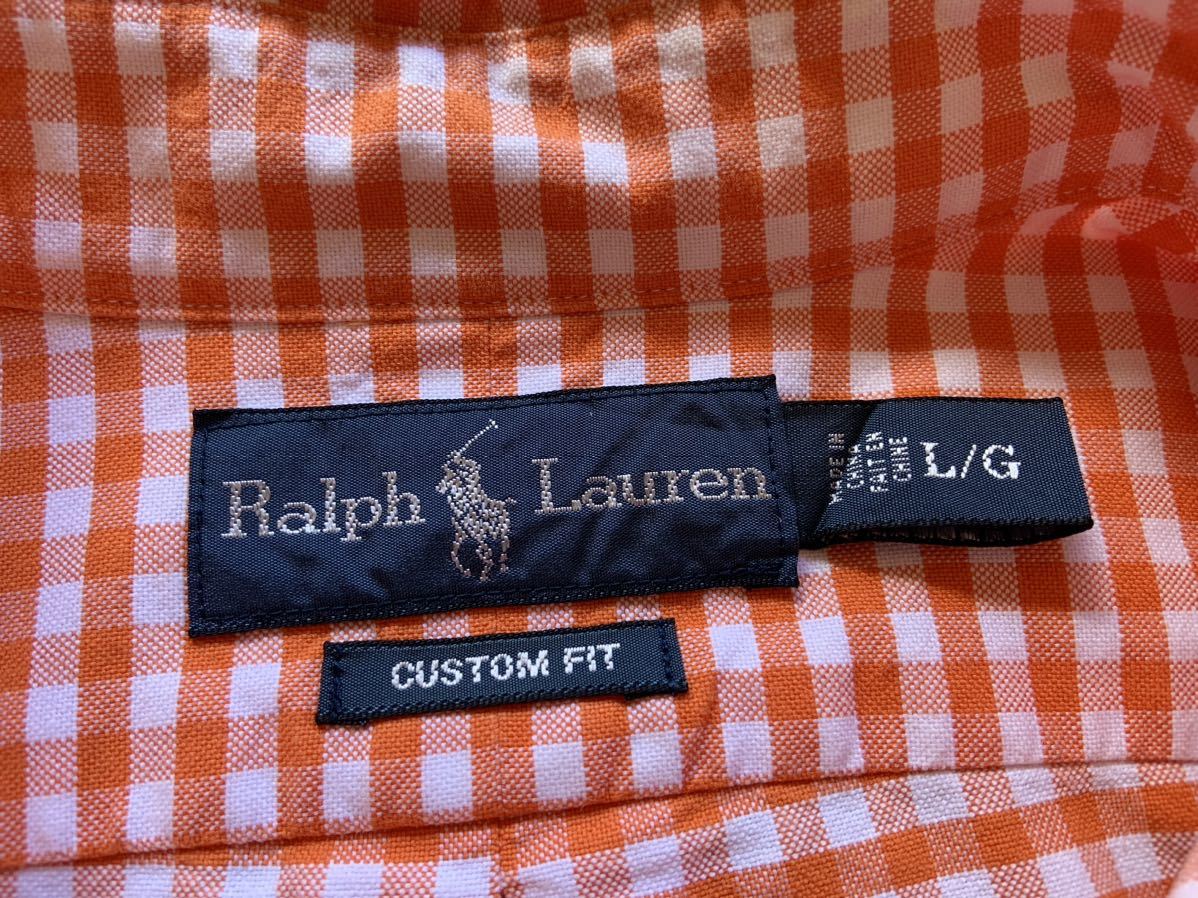 Ralph Lauren
CUSTOM FIT
L/G
MADE IN
CHINA
FAIT EN
CHINE